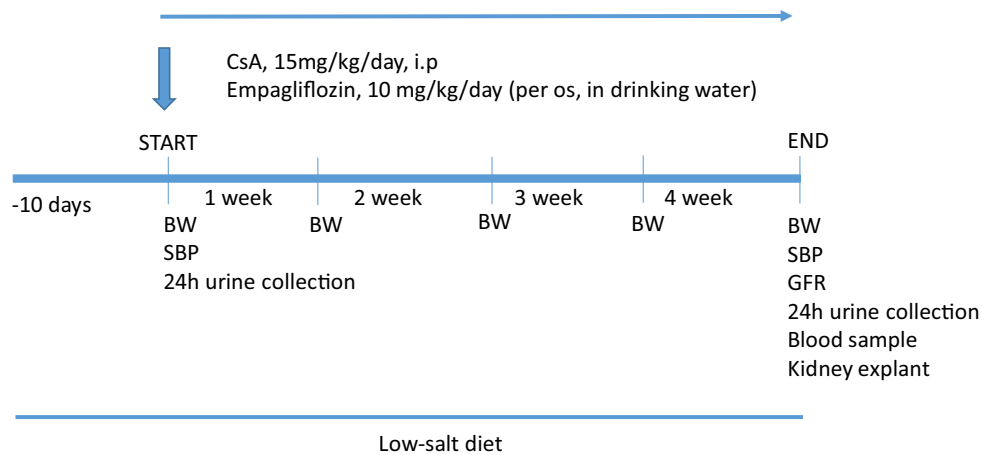 CsA, 15mg/kg/day, i.p
Empagliflozin, 10 mg/kg/day (per os, in drinking water)
START
END
-10 days
1 week
2 week
3 week
4 week
BW
SBP
24h urine collection
BW
BW
BW
BW
SBP
GFR
24h urine collection
Blood sample
Kidney explant
Low-salt diet